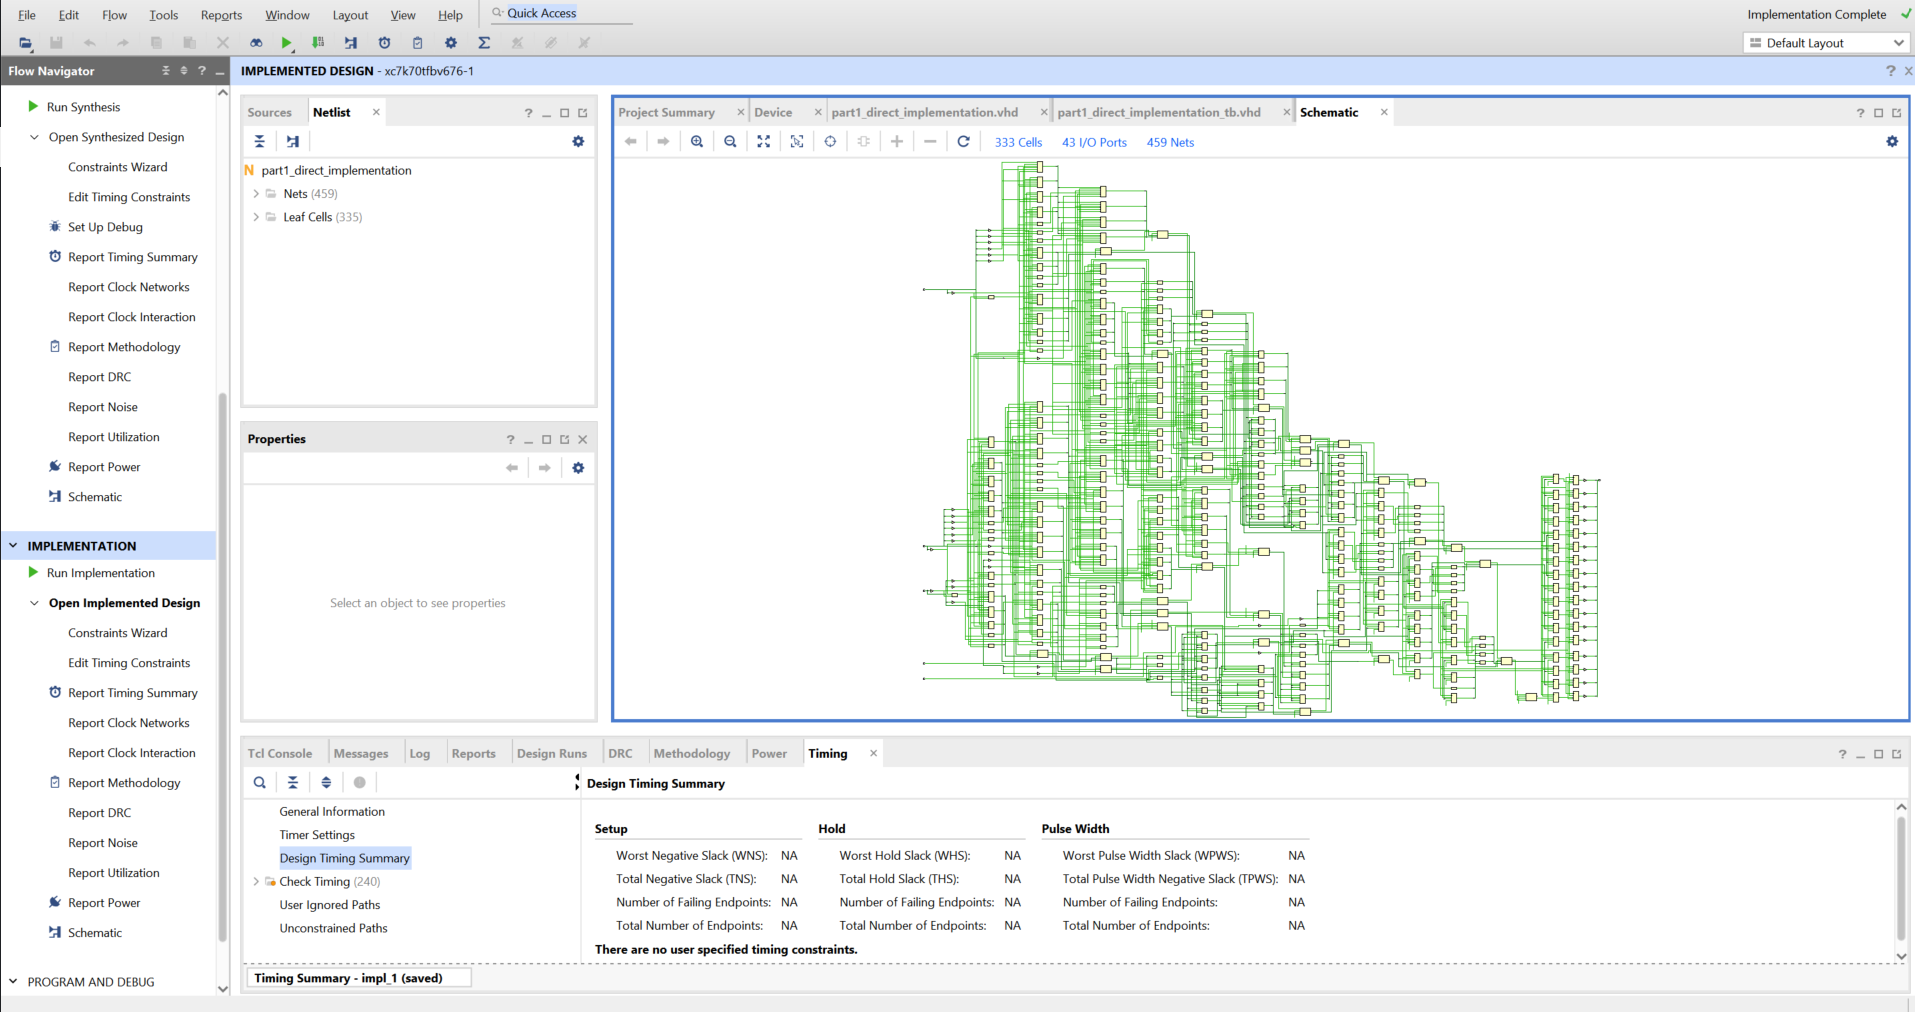 File Edit Flow Tools Reports Window Layout View Help Quick Access Implementation Complete
Default Layout
Flow Navigator
IMPLEMENTED DESIGN - xc7k70tfbv676-1
Run Synthesis
Open Synthesized Design
Constraints Wizard
Edit Timing Constraints
Set Up Debug
Report Timing Summary
Report Clock Networks
Report Clock Interaction
Report Methodology
Report DRC
Report Noise
Report Utilization
Report Power
Schematic
IMPLEMENTATION
Run Implementation
Open Implemented Design
Constraints Wizard
Edit Timing Constraints
Report Timing Summary
Report Clock Networks
Report Clock Interaction
Report Methodology
Report DRC
Report Noise
Report Utilization
Report Power
Schematic
PROGRAM AND DEBUG
Sources Netlist
N part1_direct_implementation
Nets (459)
Leaf Cells (335)
Properties
Select an object to see properties
Project Summary Device part1_direct_implementation.vhd part1_direct_implementation_tb.vhd Schematic
333 Cells 43 I/O Ports 459 Nets
Tcl Console Messages Log Reports Design Runs DRC Methodology Power Timing
General Information
Timer Settings
Design Timing Summary
Check Timing (240)
User Ignored Paths
Unconstrained Paths
Design Timing Summary
Setup Hold Pulse Width
Worst Negative Slack (WNS): NA Worst Hold Slack (WHS): NA Worst Pulse Width Slack (WPWS): NA
Total Negative Slack (TNS): NA Total Hold Slack (THS): NA Total Pulse Width Negative Slack (TPWS): NA
Number of Failing Endpoints: NA Number of Failing Endpoints: NA Number of Failing Endpoints: NA
Total Number of Endpoints: NA Total Number of Endpoints: NA Total Number of Endpoints: NA
There are no user specified timing constraints.
Timing Summary - impl_1 (saved)